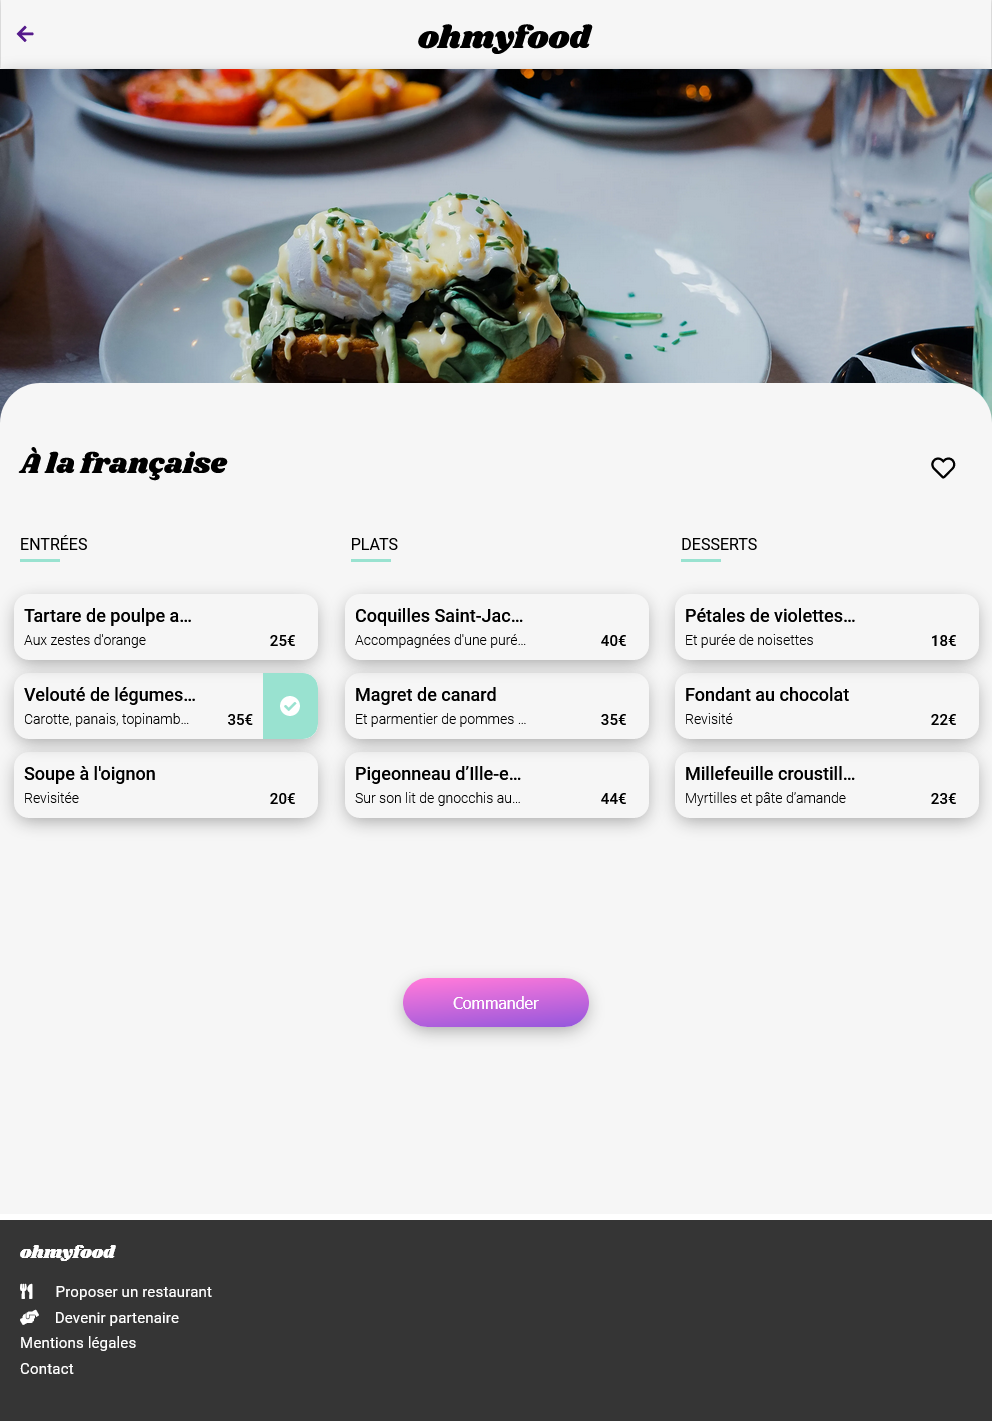 ohmyfood
À la française
ENTRÉES
Tartare de poulpe a...
Aux zestes d'orange 25€
Velouté de légumes...
Carotte, panais, topinamb... 35€
Soupe à l'oignon
Revisitée 20€
PLATS
Coquilles Saint-Jac...
Accompagnées d'une puré... 40€
Magret de canard
Et parmentier de pommes ... 35€
Pigeonneau d’Ille-e...
Sur son lit de gnocchis au... 44€
DESSERTS
Pétales de violettes...
Et purée de noisettes 18€
Fondant au chocolat
Revisité 22€
Millefeuille croustill...
Myrtilles et pâte d’amande 23€
Commander
ohmyfood
Proposer un restaurant
Devenir partenaire
Mentions légales
Contact